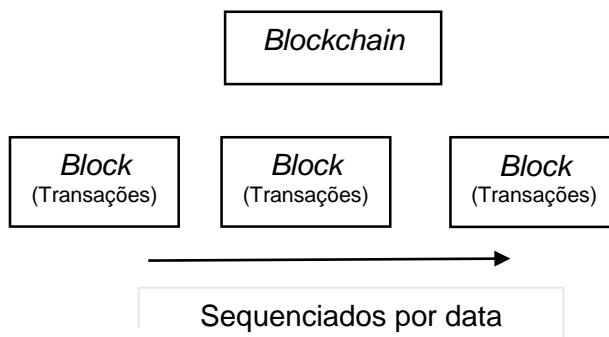 Blockchain
Block
(Transações)
Block
(Transações)
Block
(Transações)
Sequenciados por data